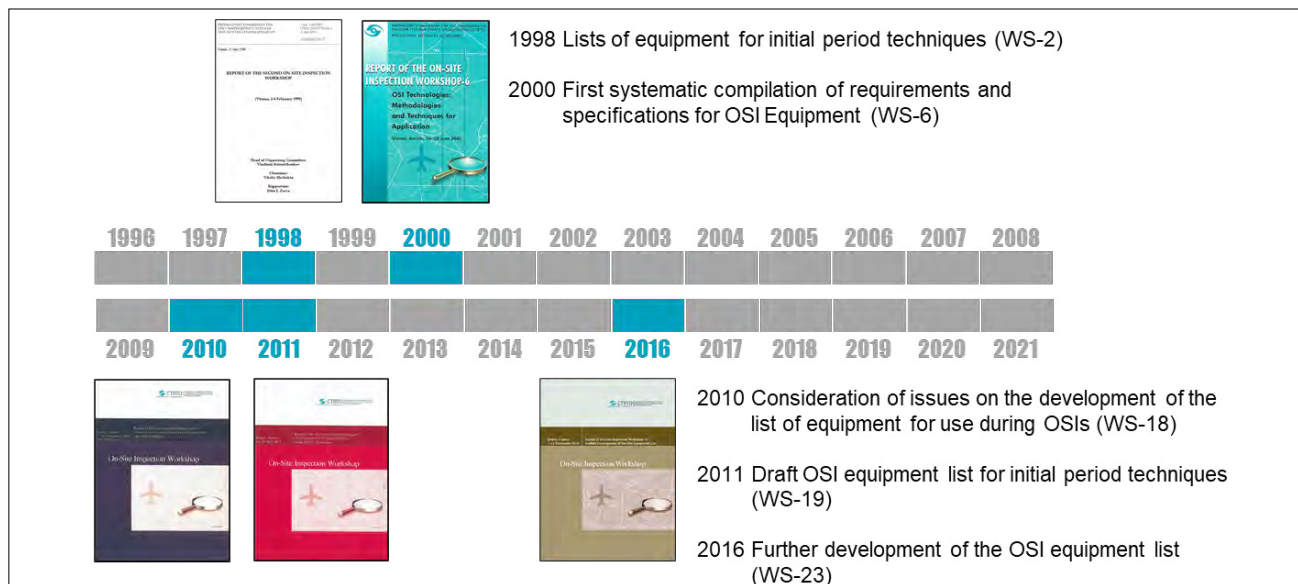 REPORT OF THE SECOND ON-SITE INSPECTION
WORKSHOP
REPORT OF THE ON-SITE
INSPECTION WORKSHOP-6
OSI Technologies:
Methodologies
and Techniques for
Application
1998 Lists of equipment for initial period techniques (WS-2)
2000 First systematic compilation of requirements and
specifications for OSI Equipment (WS-6)
1996 1997 1998 1999 2000 2001 2002 2003 2004 2005 2006 2007 2008
2009 2010 2011 2012 2013 2014 2015 2016 2017 2018 2019 2020 2021
On-Site Inspection Workshop
On-Site Inspection Workshop
On-Site Inspection Workshop
2010 Consideration of issues on the development of the
list of equipment for use during OSIs (WS-18)
2011 Draft OSI equipment list for initial period techniques
(WS-19)
2016 Further development of the OSI equipment list
(WS-23)